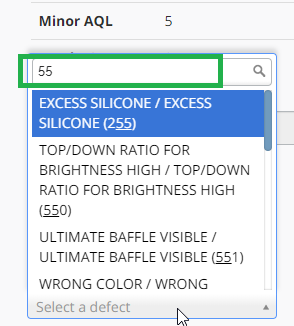 Minor AQL 5
55
EXCESS SILICONE / EXCESS
SILICONE (255)
TOP/DOWN RATIO FOR
BRIGHTNESS HIGH / TOP/DOWN
RATIO FOR BRIGHTNESS HIGH
(550)
ULTIMATE BAFFLE VISIBLE /
ULTIMATE BAFFLE VISIBLE (551)
WRONG COLOR / WRONG
Select a defect